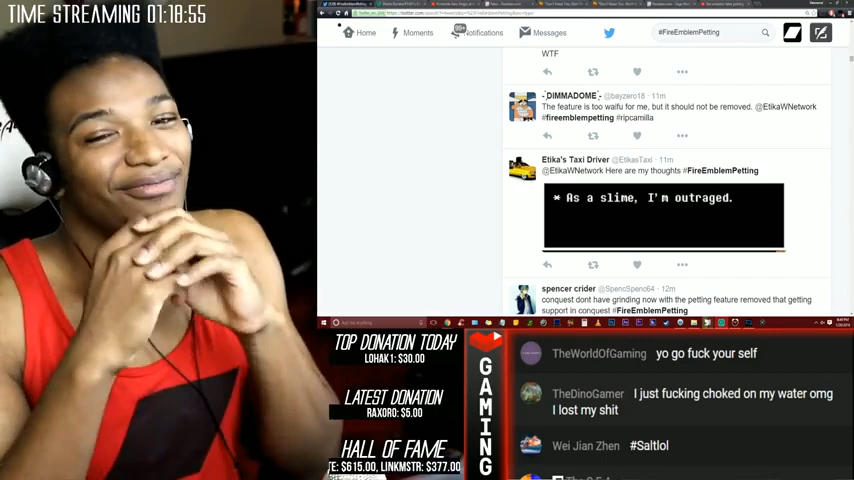 TIME STREAMING 01:18:55
Home
Moments
Messages
#FireEmblemPetting
WTF
DIMMADOME @bayzero18 · 11m
The feature is too waifu for me, but it should not be removed. @EtikaWNetwork
#fireemblempetting #ripcamilla
Etika's Taxi Driver @EtikasTaxi · 11m
@EtikaWNetwork Here are my thoughts #FireEmblemPetting
* As a slime, I'm outraged.
spencer crider @SpencSpenc64 · 12m
conquest dont have grinding now with the petting feature removed that getting
support in conquest #FireEmblemPetting
TOP DONATION TODAY
LOHAK1: $30.00
LATEST DONATION
RAXORO: $5.00
HALL OF FAME
TE: $615.00, LINKMSTR: $377.00
GAMING
TheWorldOfGaming yo go fuck your self
TheDinoGamer I just fucking choked on my water omg
I lost my shit
Wei Jian Zhen #Saltlol